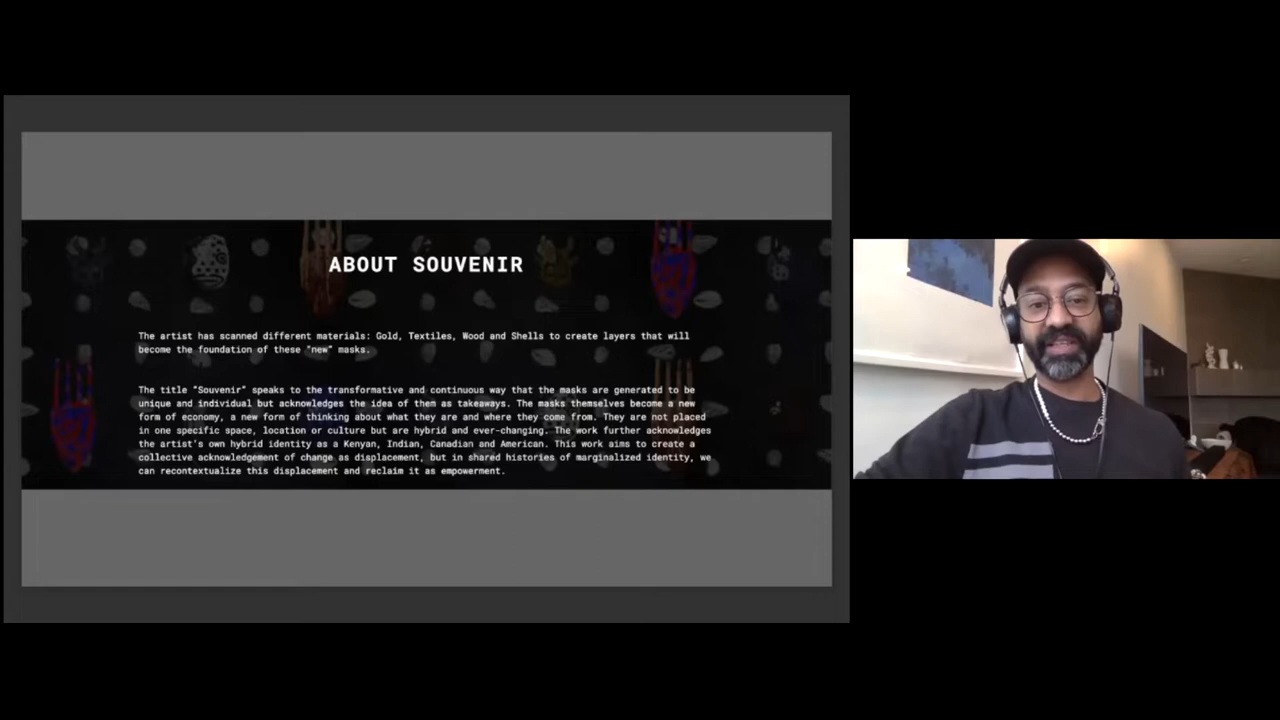 ABOUT SOUVENIR
The artist has scanned different materials: Gold, Textiles, Wood and Shells to create layers that will
become the foundation of these "new" masks.
The title "Souvenir" speaks to the transformative and continuous way that the masks are generated to be
unique and individual but acknowledges the idea of them as takeaways. The masks themselves become a new
form of economy, a new form of thinking about what they are and where they come from. They are not placed
in one specific space, location or culture but are hybrid and ever-changing. The work further acknowledges
the artist's own hybrid identity as a Kenyan, Indian, Canadian and American. This work aims to create a
collective acknowledgement of change as displacement, but in shared histories of marginalized identity, we
can recontextualize this displacement and reclaim it as empowerment.